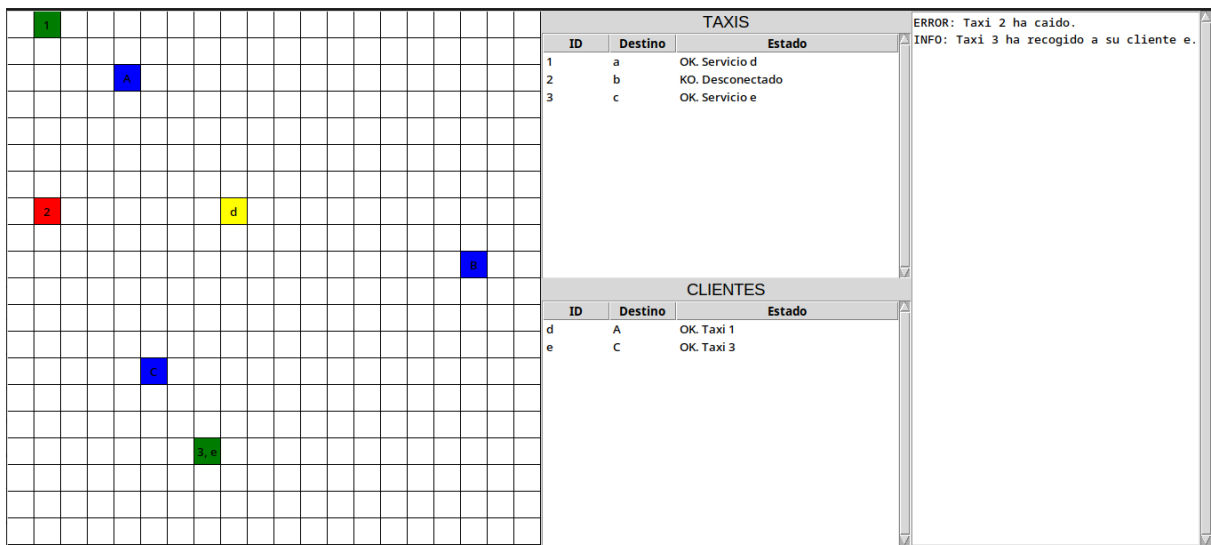 1
A
2
d
B
C
3, e
TAXIS
ID Destino Estado
1 a OK. Servicio d
2 b KO. Desconectado
3 c OK. Servicio e
CLIENTES
ID Destino Estado
d A OK. Taxi 1
e C OK. Taxi 3
ERROR: Taxi 2 ha caido.
INFO: Taxi 3 ha recogido a su cliente e.